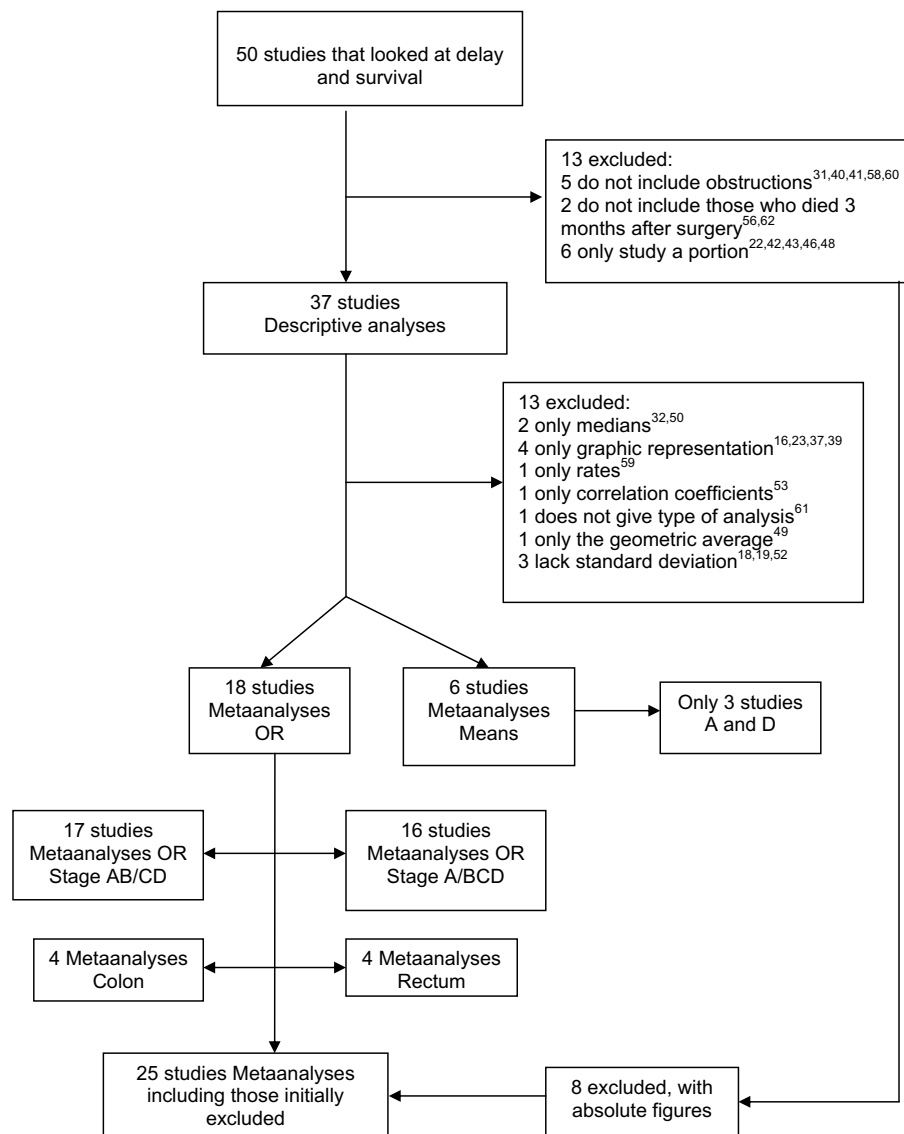 50 studies that looked at delay
and survival
13 excluded:
5 do not include obstructions31,40,41,58,60
2 do not include those who died 3
months after surgery56,62
6 only study a portion22,42,43,46,48
37 studies
Descriptive analyses
13 excluded:
2 only medians32,50
4 only graphic representation16,23,37,39
1 only rates59
1 only correlation coefficients53
1 does not give type of analysis61
1 only the geometric average49
3 lack standard deviation18,19,52
18 studies
Metaanalyses
OR
6 studies
Metaanalyses
Means
Only 3 studies
A and D
17 studies
Metaanalyses OR
Stage AB/CD
16 studies
Metaanalyses OR
Stage A/BCD
4 Metaanalyses
Colon
4 Metaanalyses
Rectum
25 studies Metaanalyses
including those initially
excluded
8 excluded, with
absolute figures